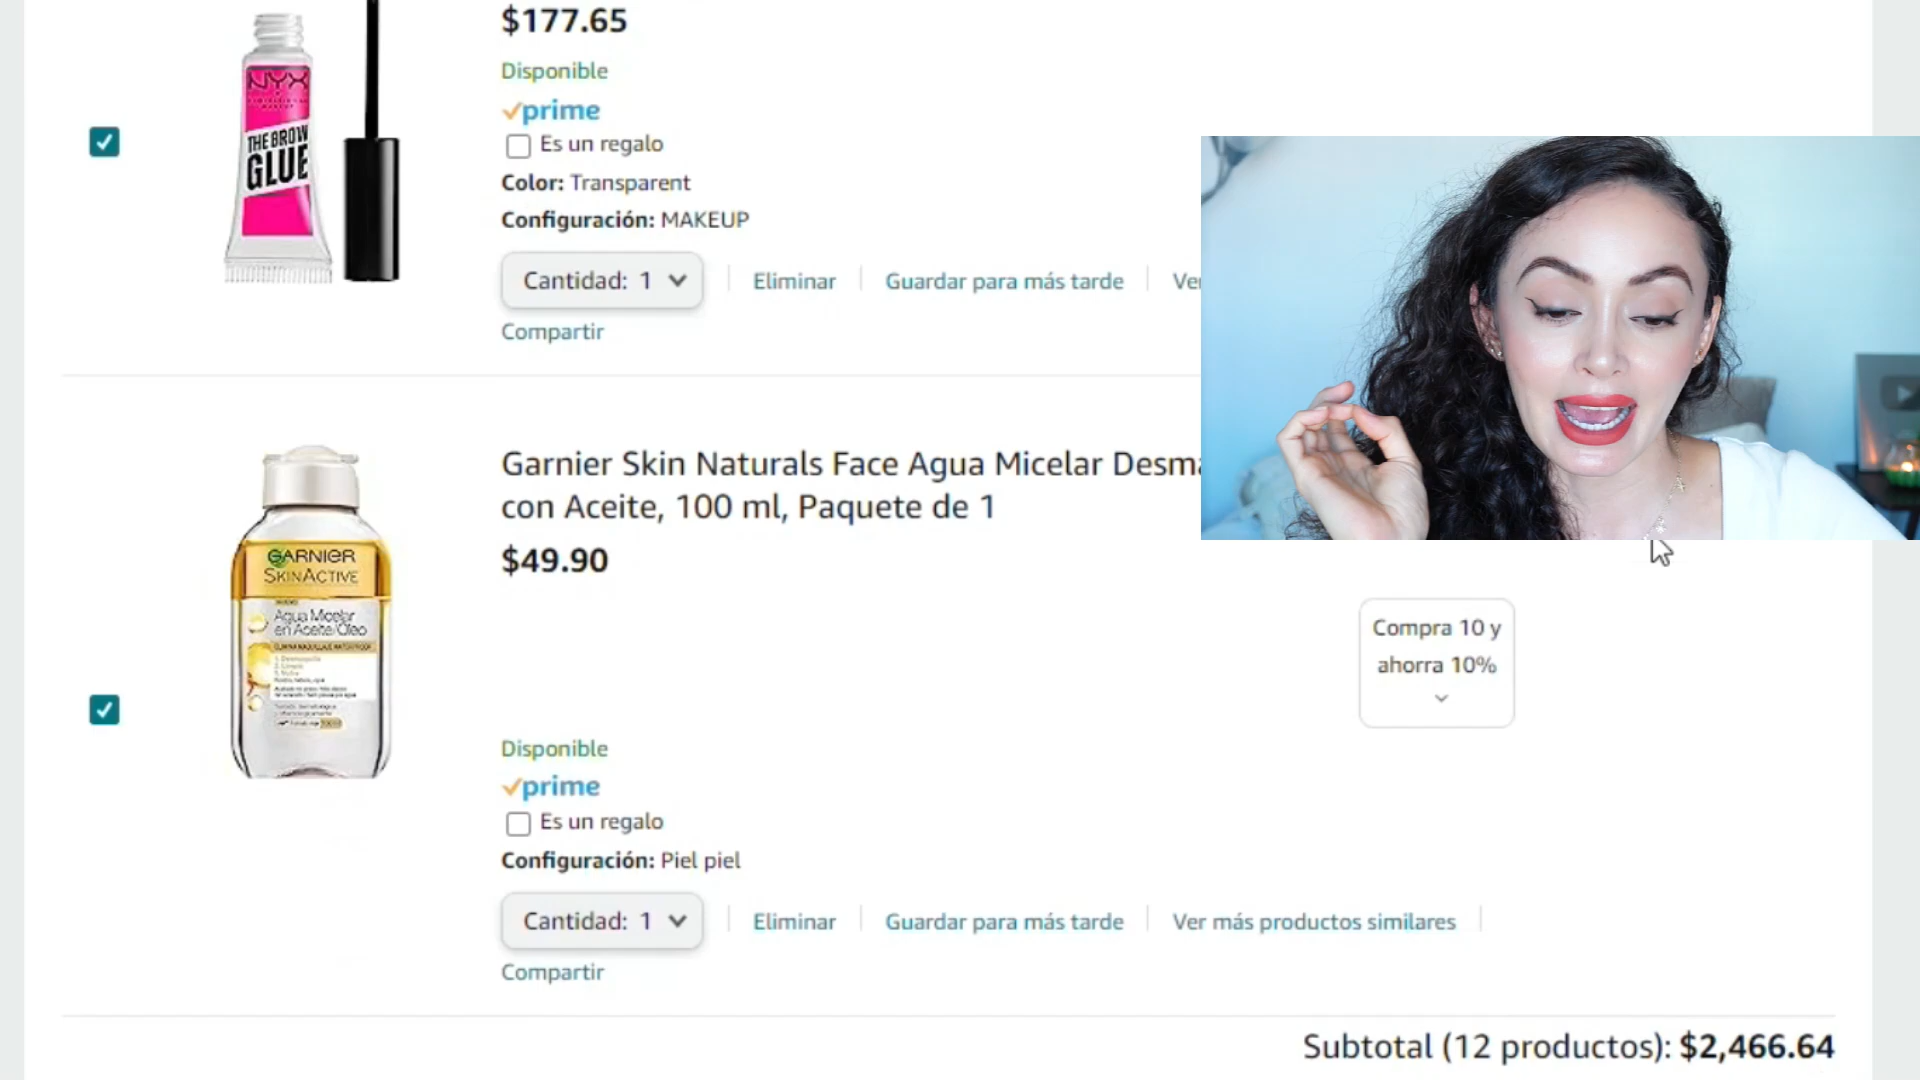 $177.65
Disponible
prime
Es un regalo
Color: Transparent
Configuración: MAKEUP
Cantidad: 1
Eliminar
Guardar para más tarde
Ver
Compartir
NYX
THE BROW
GLUE
Garnier Skin Naturals Face Agua Micelar Desma
con Aceite, 100 ml, Paquete de 1
$49.90
GARNIER
SKINACTIVE
Agua Micelar
en Aceite/Óleo
Compra 10 y
ahorra 10%
Disponible
prime
Es un regalo
Configuración: Piel piel
Cantidad: 1
Eliminar
Guardar para más tarde
Ver más productos similares
Compartir
Subtotal (12 productos): $2,466.64